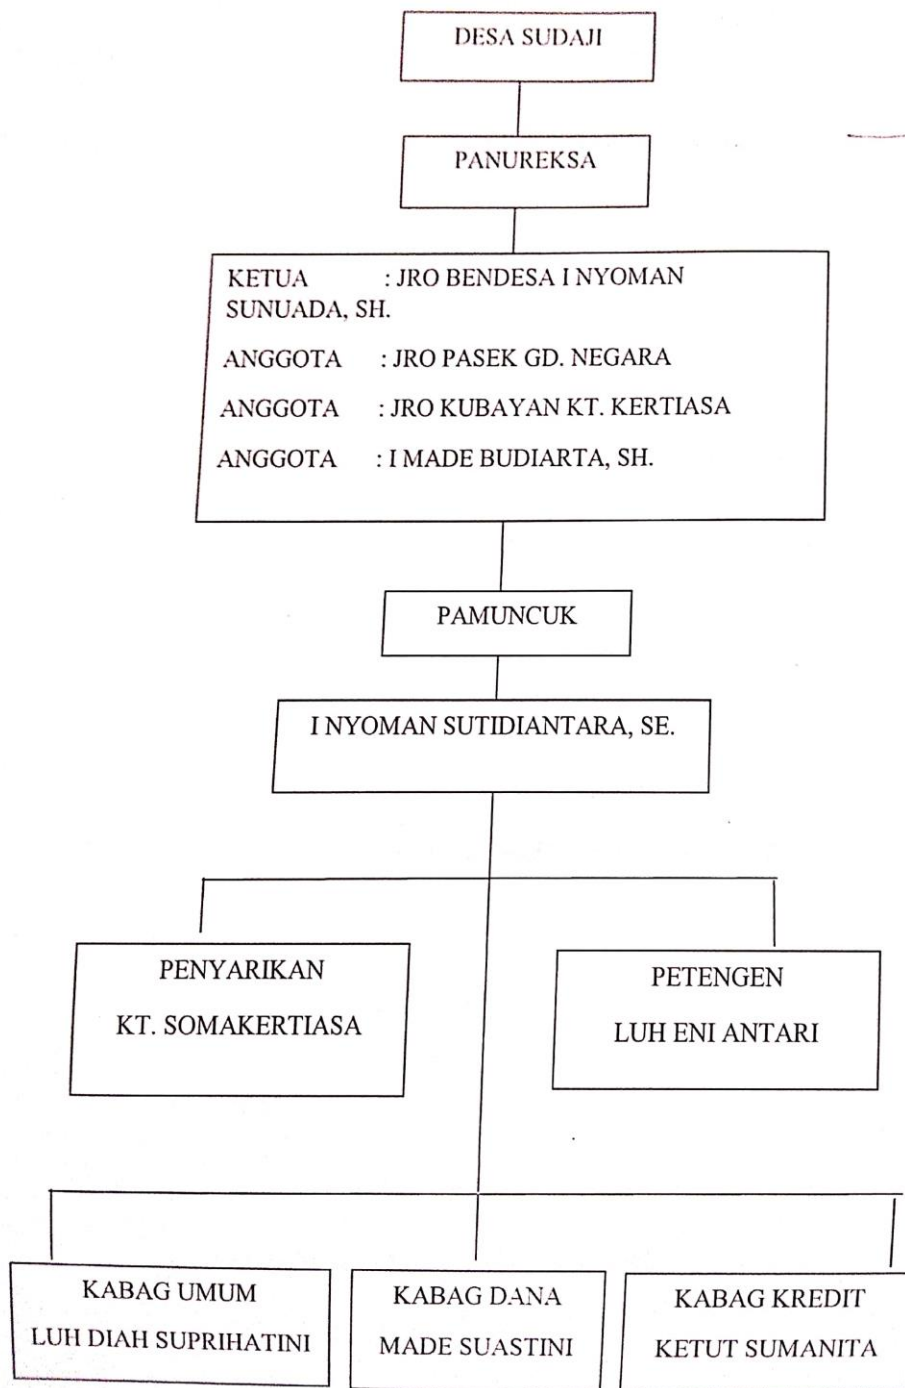 DESA SUDAJI
PANUREKSA
KETUA : JRO BENDESA I NYOMAN
SUNUADA, SH.
ANGGOTA : JRO PASEK GD. NEGARA
ANGGOTA : JRO KUBAYAN KT. KERTIASA
ANGGOTA : I MADE BUDIARTA, SH.
PAMUNCUK
I NYOMAN SUTIDIANTARA, SE.
PENYARIKAN
KT. SOMAKERTIASA
PETENGEN
LUH ENI ANTARI
KABAG UMUM
LUH DIAH SUPRIHATINI
KABAG DANA
MADE SUASTINI
KABAG KREDIT
KETUT SUMANITA